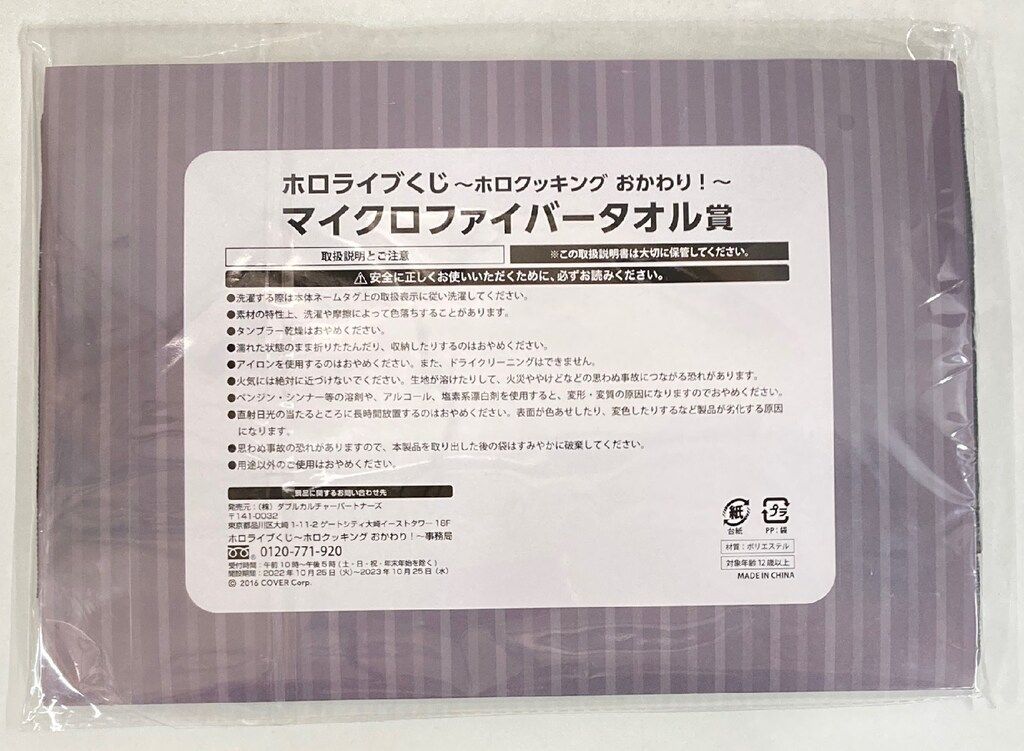 ホロライブくじ ～ホロクッキング おかわり！～
マイクロファイバータオル賞
取扱説明とご注意
※この取扱説明書は大切に保管してください。
⚠安全に正しくお使いいただくために、必ずお読みください。
●洗濯する際は本体ネームタグ上の取扱表示に従い洗濯してください。
●素材の特性上、洗濯や摩擦によって色落ちすることがあります。
●タンブラー乾燥はおやめください。
●濡れた状態のまま折りたたんだり、収納したりするのはおやめください。
●アイロンを使用するのはおやめください。また、ドライクリーニングはできません。
●火気には絶対に近づけないでください。生地が溶けたりして、火災ややけどなどの思わぬ事故につながる恐れがあります。
●ベンジン・シンナー等の溶剤や、アルコール、塩素系漂白剤を使用すると、変形・変質の原因になりますのでおやめください。
●直射日光の当たるところに長時間放置するのはおやめください。表面が色あせしたり、変色したりするなど製品が劣化する原因
になります。
●思わぬ事故の恐れがありますので、本製品を取り出した後の袋はすみやかに破棄してください。
●用途以外のご使用はおやめください。
景品に関するお問い合わせ先
発売元：（株）ダブルカルチャーパートナーズ
〒141-0032
東京都品川区大崎 1-11-2 ゲートシティ大崎イーストタワー 16F
ホロライブくじ～ホロクッキング おかわり！～事務局
0120-771-920
受付時間：午前10時～午後5時（土・日・祝・年末年始を除く）
開設期間：2022年10月25日（火）～2023年10月25日（水）
© 2016 COVER Corp.
紙
台紙
プラ
PP：袋
材質：ポリエステル
対象年齢12歳以上
MADE IN CHINA